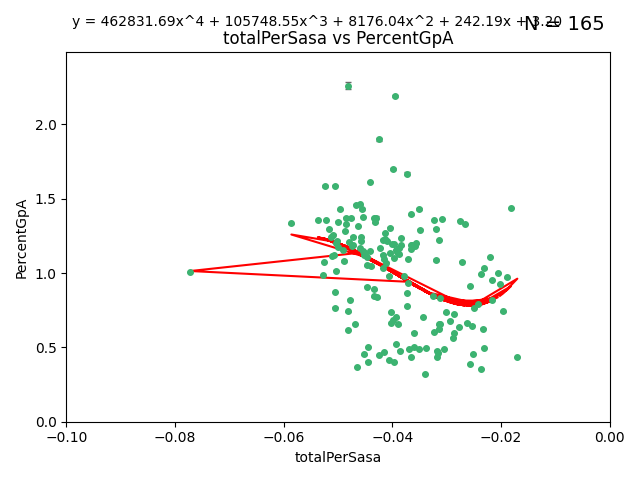 y = 462831.69x^4 + 105748.55x^3 + 8176.04x^2 + 242.19x + 3.20
N = 165
totalPerSasa vs PercentGpA
PercentGpA
2.0
1.5
1.0
0.5
0.0
−0.10 −0.08 −0.06 −0.04 −0.02 0.00
totalPerSasa